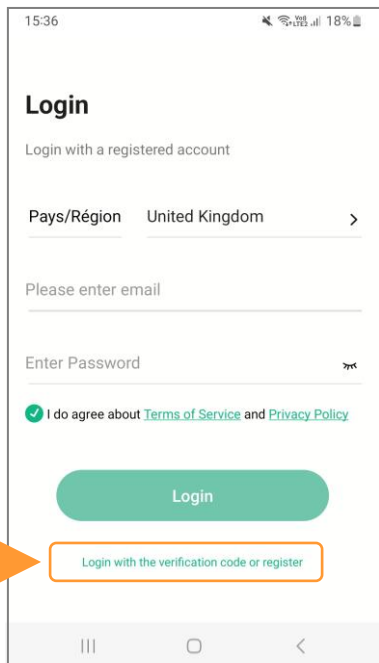 15:36 18%
Login
Login with a registered account
Pays/Région United Kingdom
Please enter email
Enter Password
I do agree about Terms of Service and Privacy Policy
Login
Login with the verification code or register